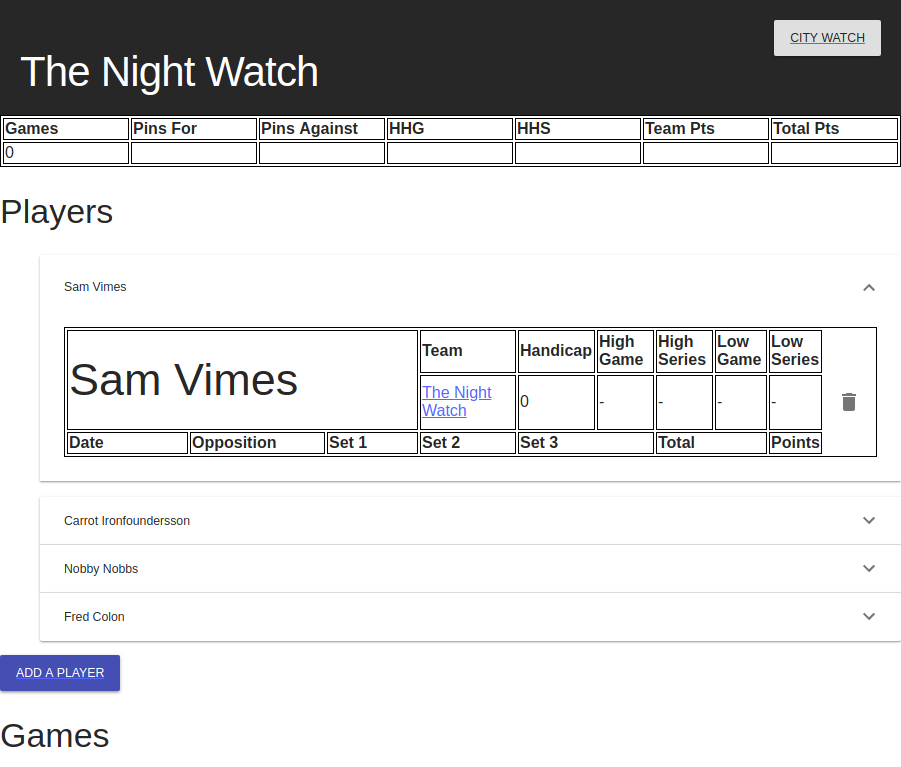 CITY WATCH
The Night Watch
Games Pins For Pins Against HHG HHS Team Pts Total Pts
0
Players
Sam Vimes
Sam Vimes Team Handicap High Game High Series Low Game Low Series
The Night Watch 0 - - - -
Date Opposition Set 1 Set 2 Set 3 Total Points
Carrot Ironfoundersson
Nobby Nobbs
Fred Colon
ADD A PLAYER
Games